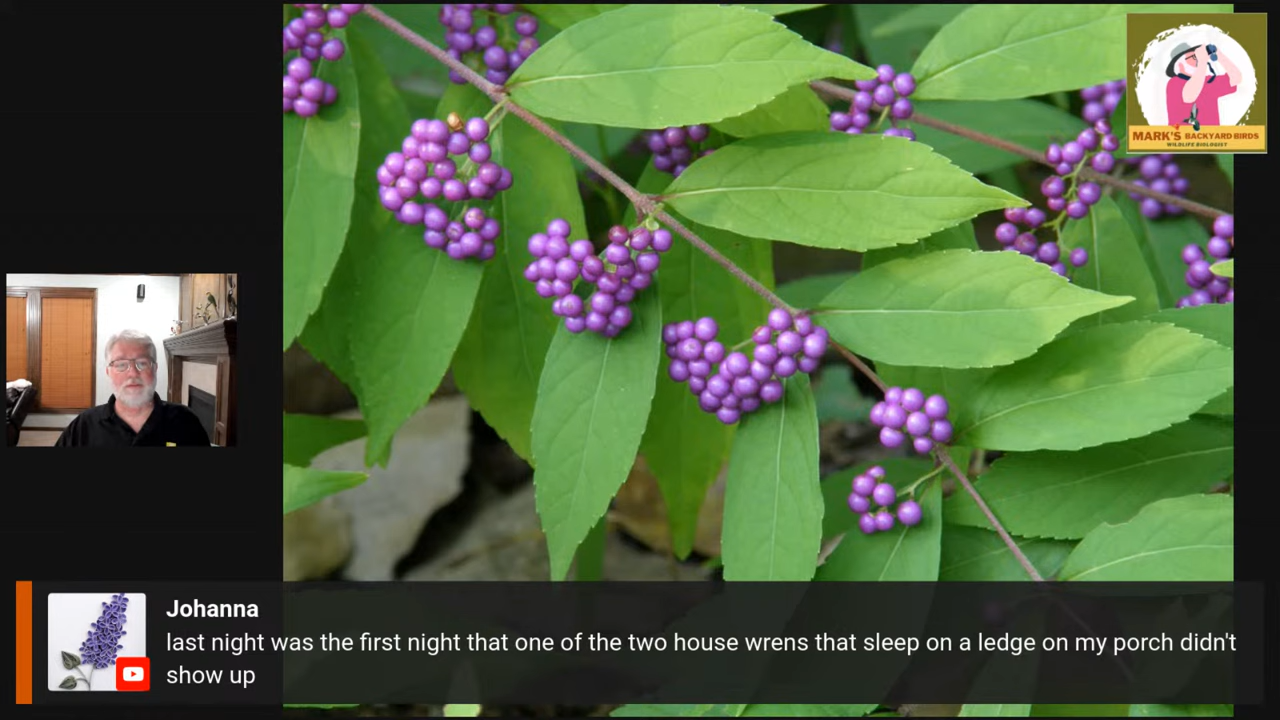 MARK'S BACKYARD BIRDS
WILDLIFE BIOLOGIST
Johanna
last night was the first night that one of the two house wrens that sleep on a ledge on my porch didn't
show up